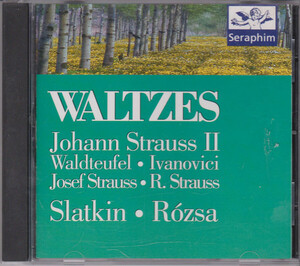 Seraphim
WALTZES
Johann Strauss II
Waldteufel • Ivanovici
Josef Strauss • R. Strauss
Slatkin • Rózsa